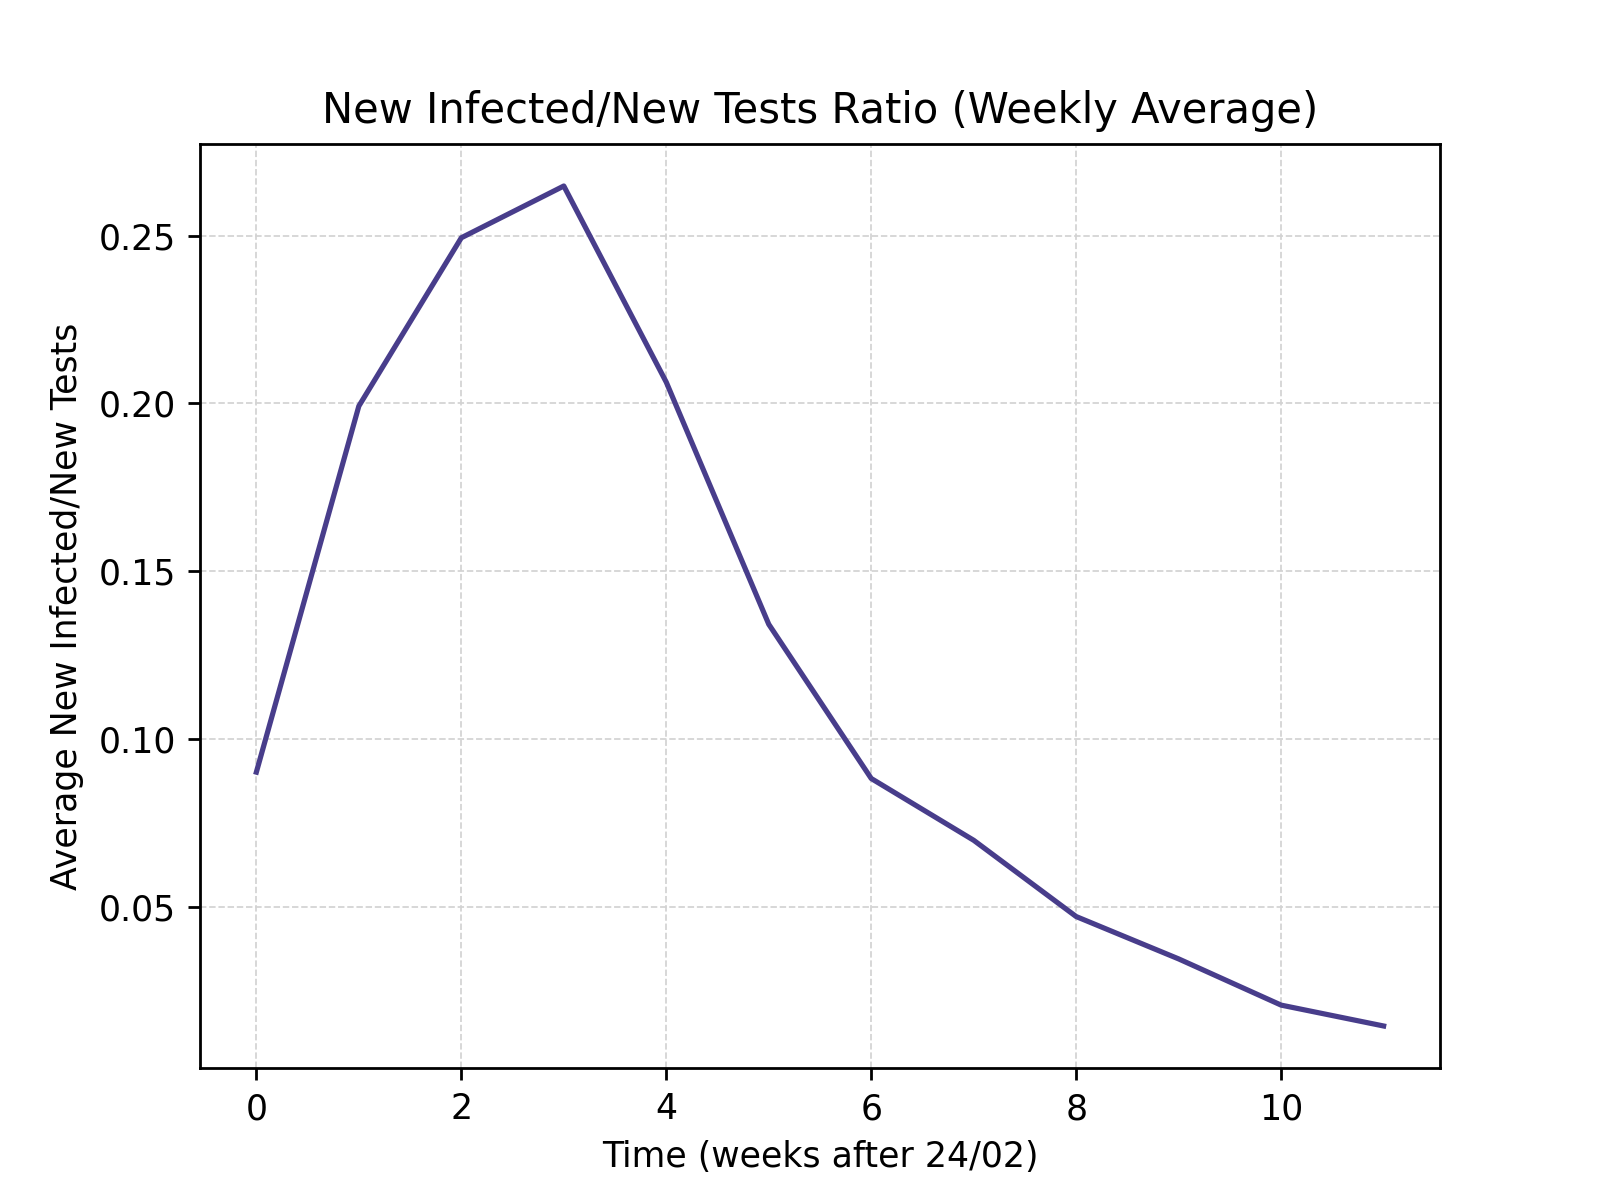 New Infected/New Tests Ratio (Weekly Average)
Average New Infected/New Tests
0.25
0.20
0.15
0.10
0.05
0 2 4 6 8 10
Time (weeks after 24/02)